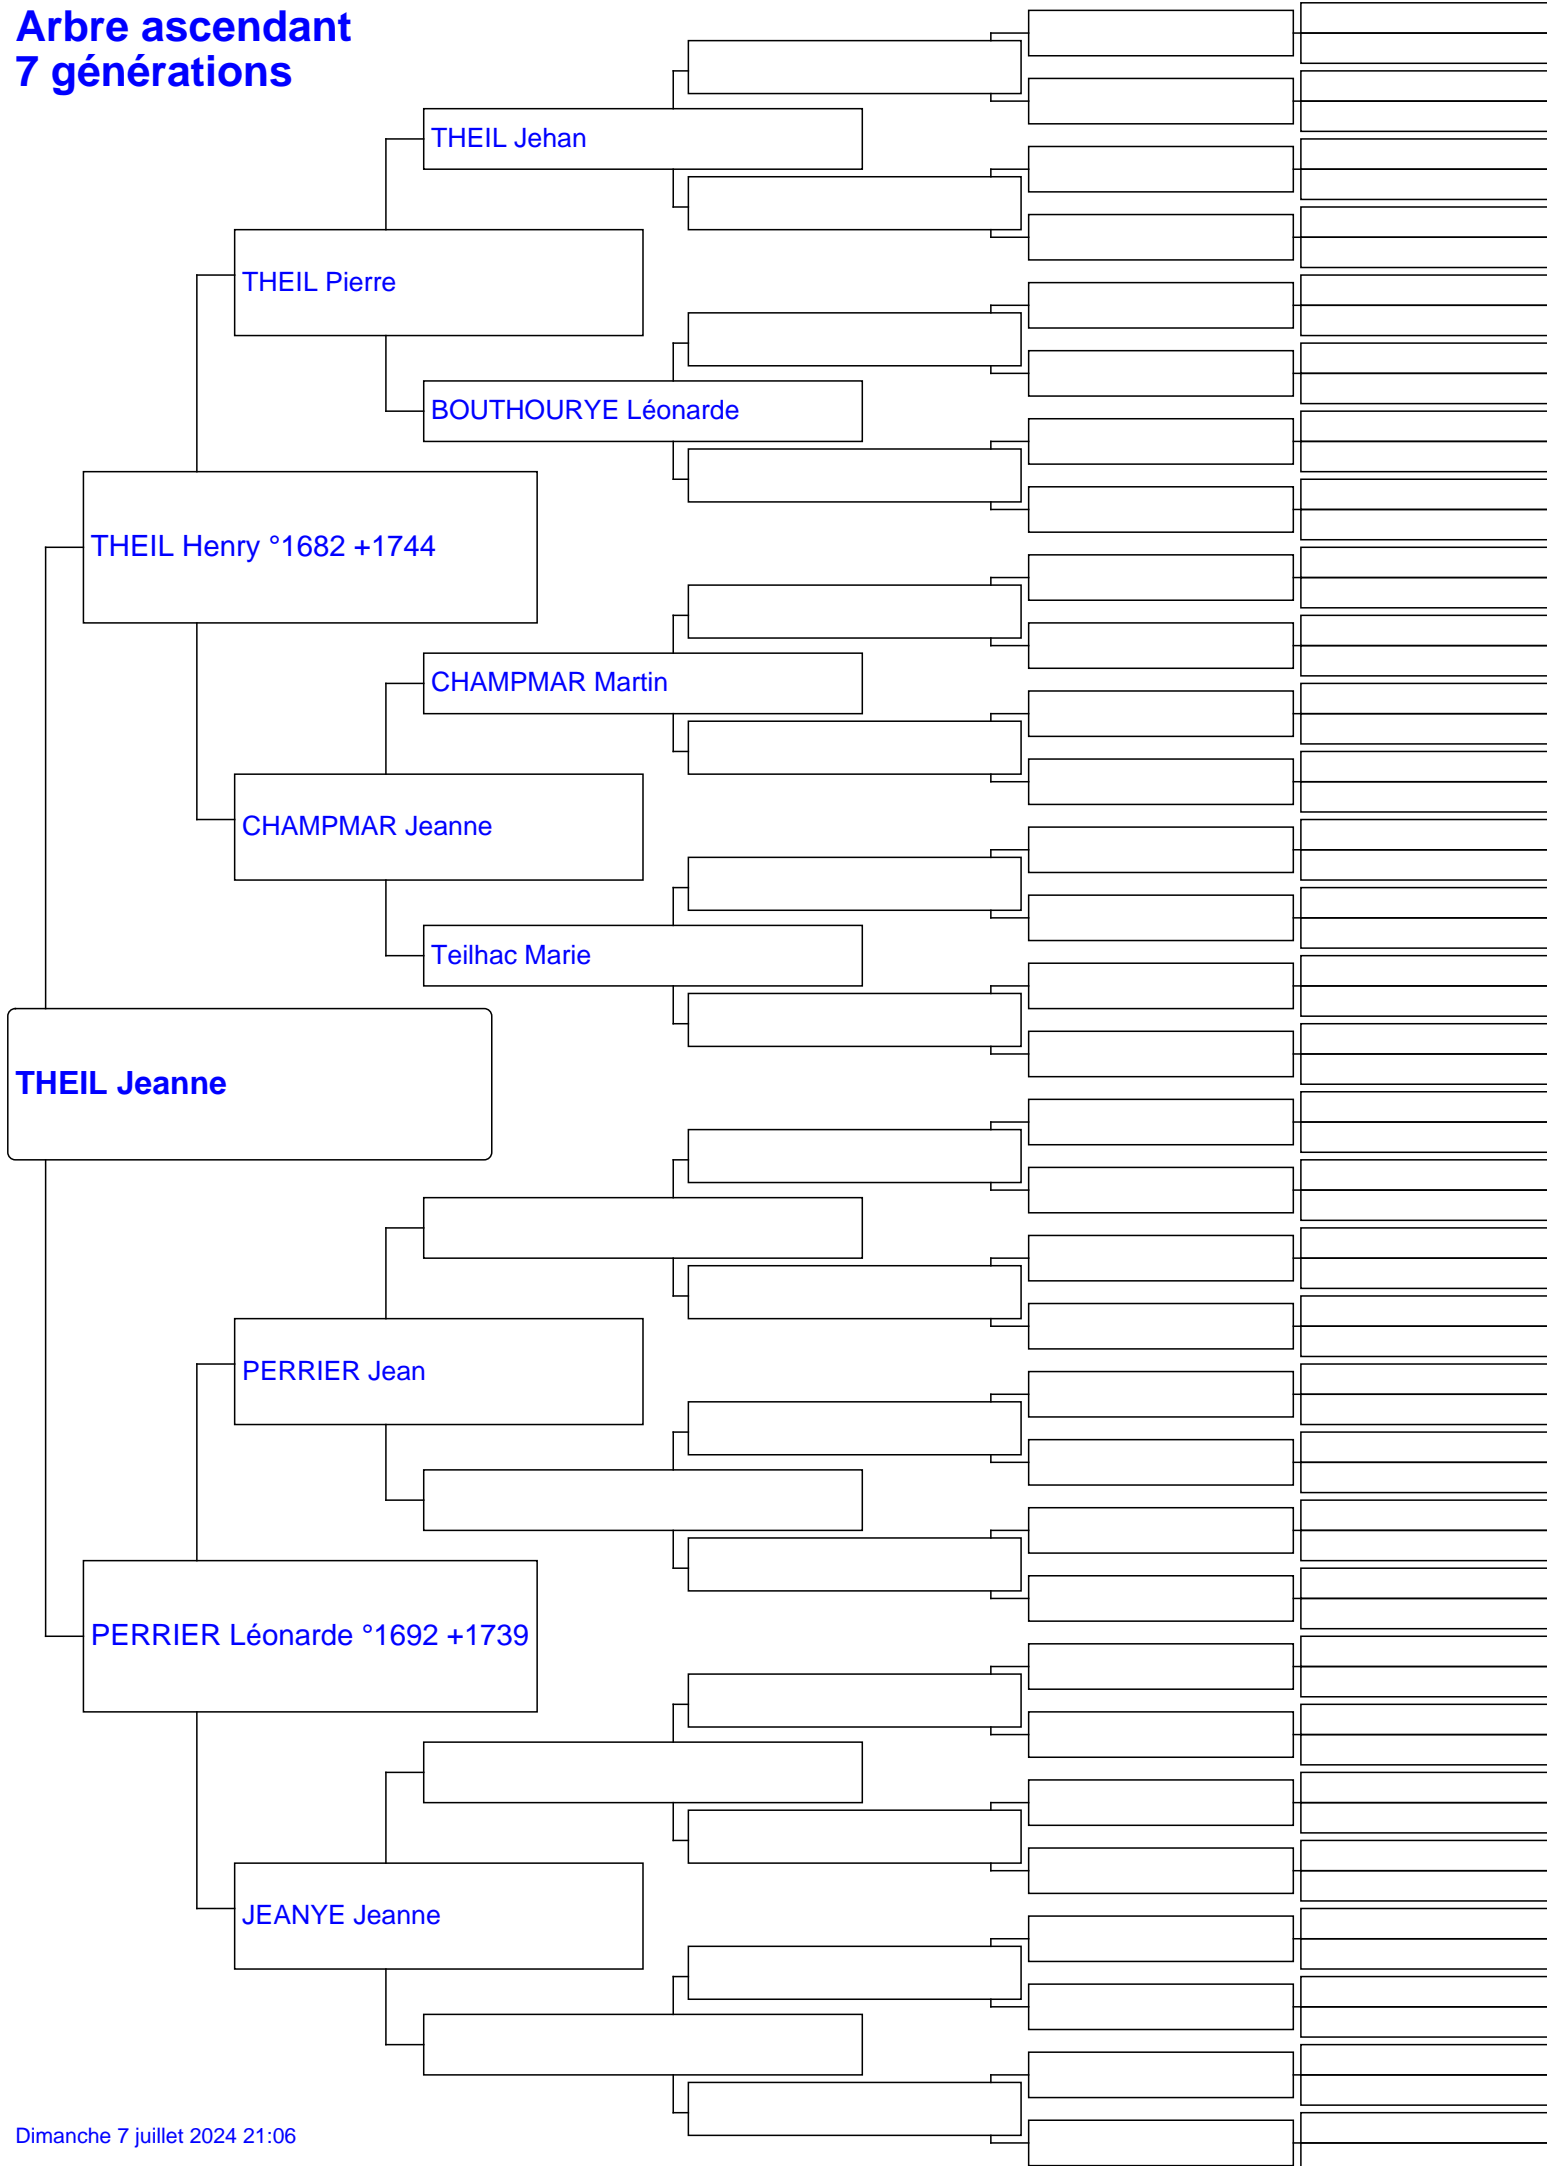 Arbre ascendant
7 générations
THEIL Jehan
THEIL Pierre
BOUTHOURYE Léonarde
THEIL Henry °1682 +1744
CHAMPMAR Martin
CHAMPMAR Jeanne
Teilhac Marie
THEIL Jeanne
PERRIER Jean
PERRIER Léonarde °1692 +1739
JEANYE Jeanne
Dimanche 7 juillet 2024 21:06